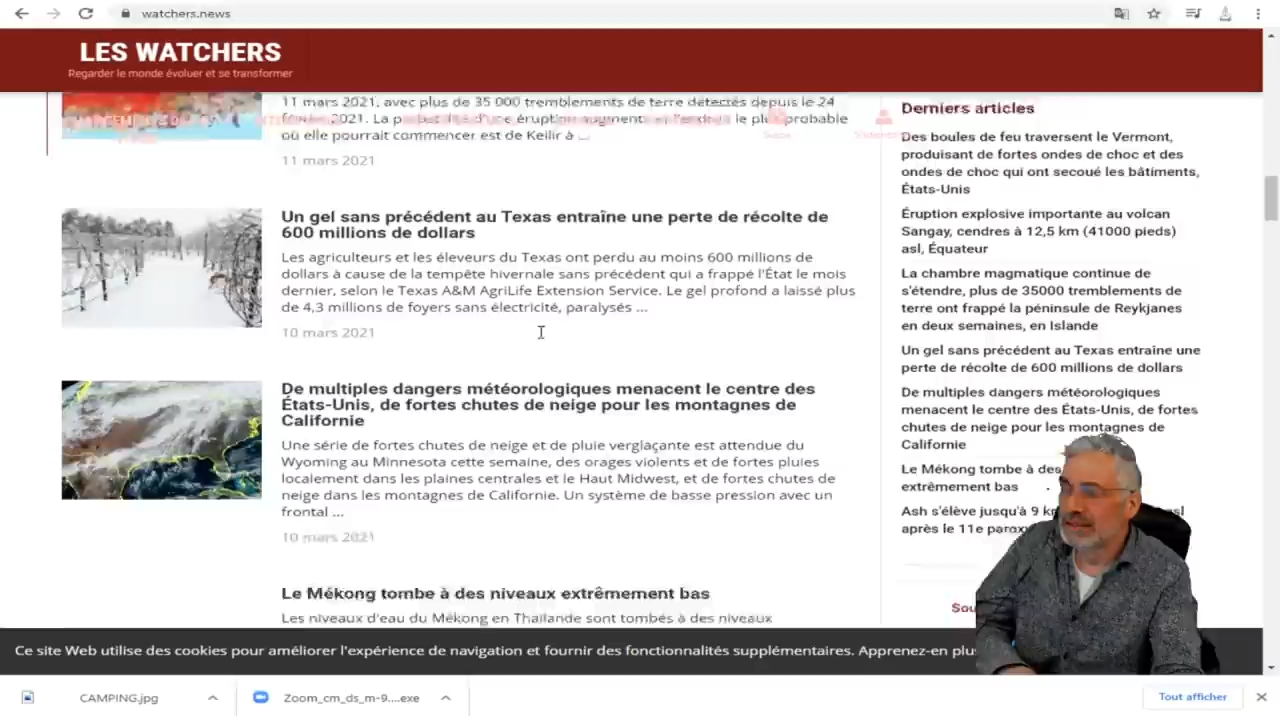 watchers.news
LES WATCHERS
Regarder le monde évoluer et se transformer
11 mars 2021, avec plus de 35 000 tremblements de terre détectés depuis le 24
février 2021. La
éruption augmente
le plus probable
où elle pourrait commencer est de Keilir à ...
11 mars 2021
Un gel sans précédent au Texas entraîne une perte de récolte de
600 millions de dollars
Les agriculteurs et les éleveurs du Texas ont perdu au moins 600 millions de
dollars à cause de la tempête hivernale sans précédent qui a frappé l'État le mois
dernier, selon le Texas A&M AgriLife Extension Service. Le gel profond a laissé plus
de 4,3 millions de foyers sans électricité, paralysés ...
10 mars 2021
De multiples dangers météorologiques menacent le centre des
États-Unis, de fortes chutes de neige pour les montagnes de
Californie
Une série de fortes chutes de neige et de pluie verglaçante est attendue du
Wyoming au Minnesota cette semaine, des orages violents et de fortes pluies
localement dans les plaines centrales et le Haut Midwest, et de fortes chutes de
neige dans les montagnes de Californie. Un système de basse pression avec un
frontal ...
10 mars 2021
Le Mékong tombe à des niveaux extrêmement bas
Les niveaux d'eau du Mékong en Thaïlande sont tombés à des niveaux
Derniers articles
Des boules de feu traversent le Vermont,
produisant de fortes ondes de choc et des
ondes de choc qui ont secoué les bâtiments,
États-Unis
Éruption explosive importante au volcan
Sangay, cendres à 12,5 km (41000 pieds)
asl, Équateur
La chambre magmatique continue de
s'étendre, plus de 35000 tremblements de
terre ont frappé la péninsule de Reykjanes
en deux semaines, en Islande
Un gel sans précédent au Texas entraîne une
perte de récolte de 600 millions de dollars
De multiples dangers météorologiques
menacent le centre des États-Unis, de fortes
chutes de neige pour les montagnes de
Californie
Le Mékong tombe à des
extrêmement bas
Ash s'élève jusqu'à 9 asl
après le 11e
Ce site Web utilise des cookies pour améliorer l'expérience de navigation et fournir des fonctionnalités supplémentaires. Apprenez-en
CAMPING.jpg
Zoom_cm_ds_m-9....exe
Tout afficher